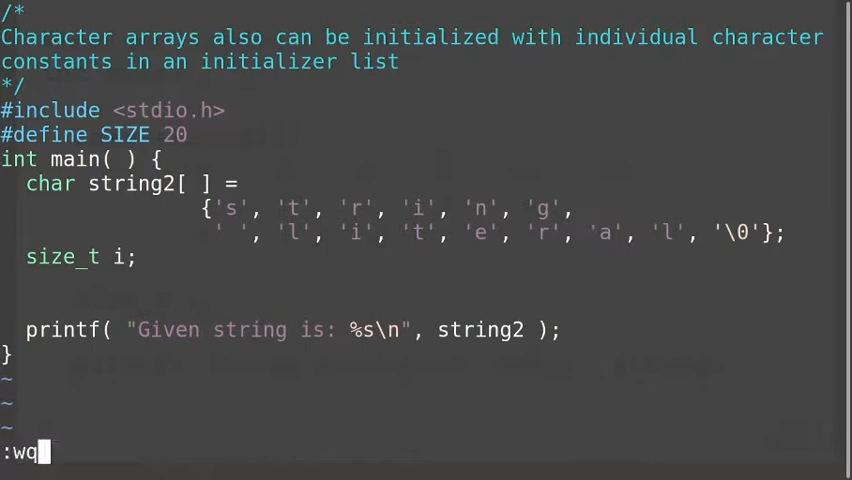 /*
Character arrays also can be initialized with individual character
constants in an initializer list
*/
#include <stdio.h>
#define SIZE 20
int main( ) {
char string2[ ] =
{'s', 't', 'r', 'i', 'n', 'g',
' ', 'l', 'i', 't', 'e', 'r', 'a', 'l', '\0'};
size_t i;
printf( "Given string is: %s\n", string2 );
}
~
~
~
:wq